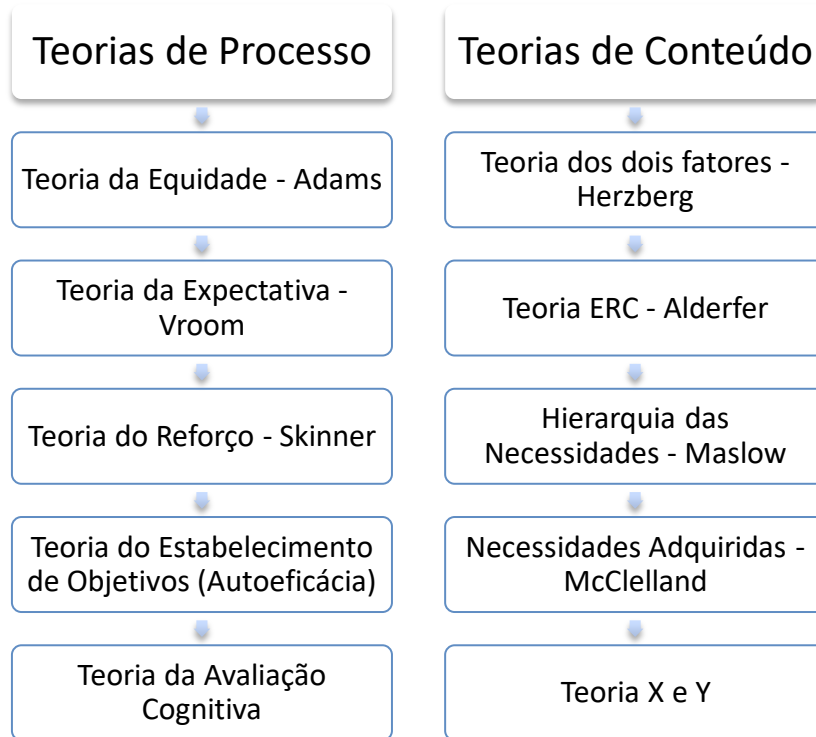 Teorias de Processo
Teoria da Equidade - Adams
Teoria da Expectativa -
Vroom
Teoria do Reforço - Skinner
Teoria do Estabelecimento
de Objetivos (Autoeficácia)
Teoria da Avaliação
Cognitiva
Teorias de Conteúdo
Teoria dos dois fatores -
Herzberg
Teoria ERC - Alderfer
Hierarquia das
Necessidades - Maslow
Necessidades Adquiridas -
McClelland
Teoria X e Y